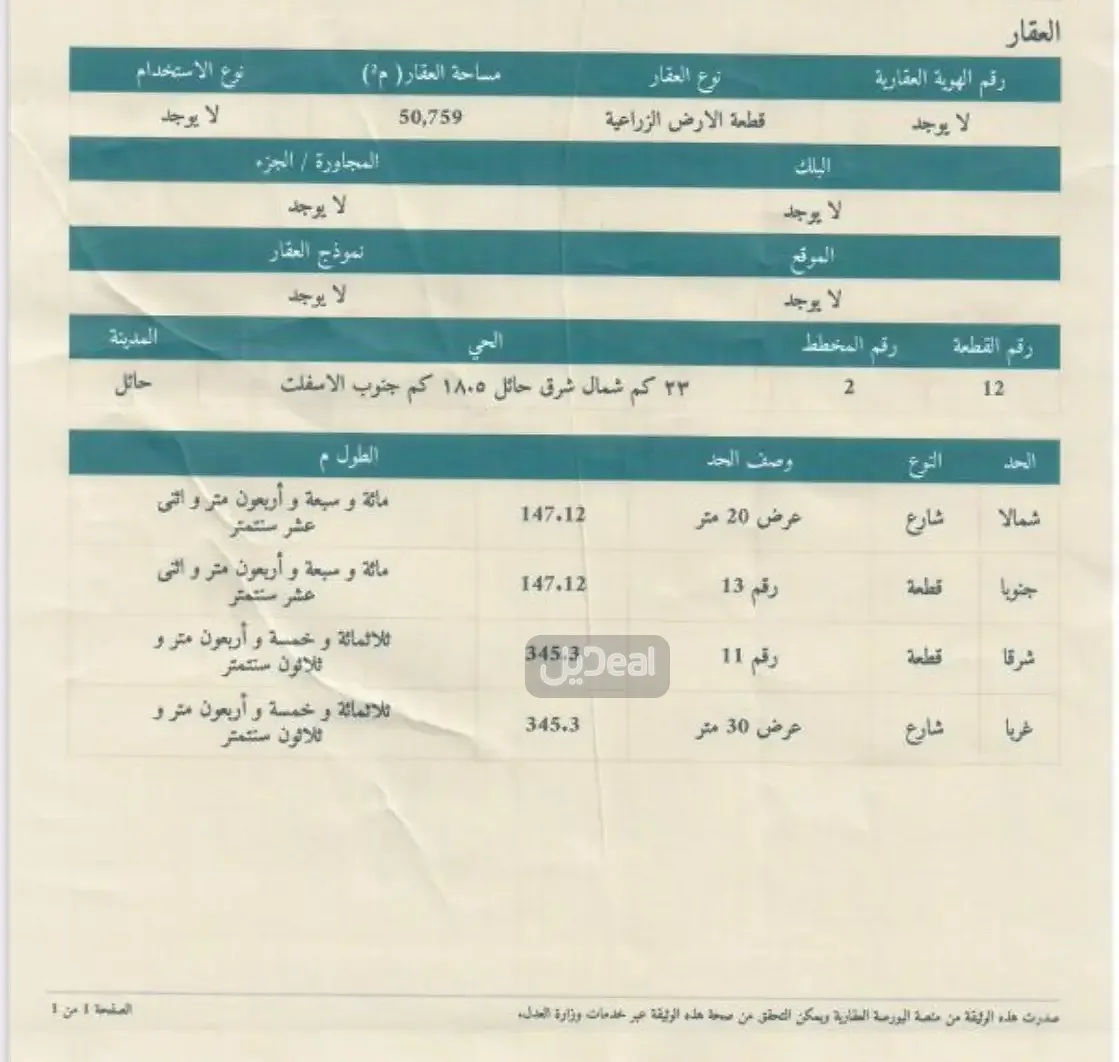 العقار
رقم الهوية العقارية نوع العقار مساحة العقار( م²) نوع الاستخدام
لا يوجد قطعة الارض الزراعية 50,759 لا يوجد
البلك المجاورة / الجزء
لا يوجد لا يوجد
الموقع نموذج العقار
لا يوجد لا يوجد
رقم القطعة رقم المخطط الحي المدينة
12 2 ٢٣ كم شمال شرق حائل ١٨.٥ كم جنوب الاسفلت حائل
الحد النوع وصف الحد الطول م
شمالا شارع عرض 20 متر 147.12 مائة و سبعة و أربعون متر و اثنى
عشر سنتمتر
جنوبا قطعة رقم 13 147.12 مائة و سبعة و أربعون متر و اثنى
عشر سنتمتر
شرقا قطعة رقم 11 345.3 ثلاثمائة و خمسة و أربعون متر و
ثلاثون سنتمتر
ديل Deal
غربا شارع عرض 30 متر 345.3 ثلاثمائة و خمسة و أربعون متر و
ثلاثون سنتمتر
صدرت هذه الوثيقة من منصة البورصة العقارية ويمكن التحقق من صحة هذه الوثيقة عبر خدمات وزارة العدل. الصفحة 1 من 1